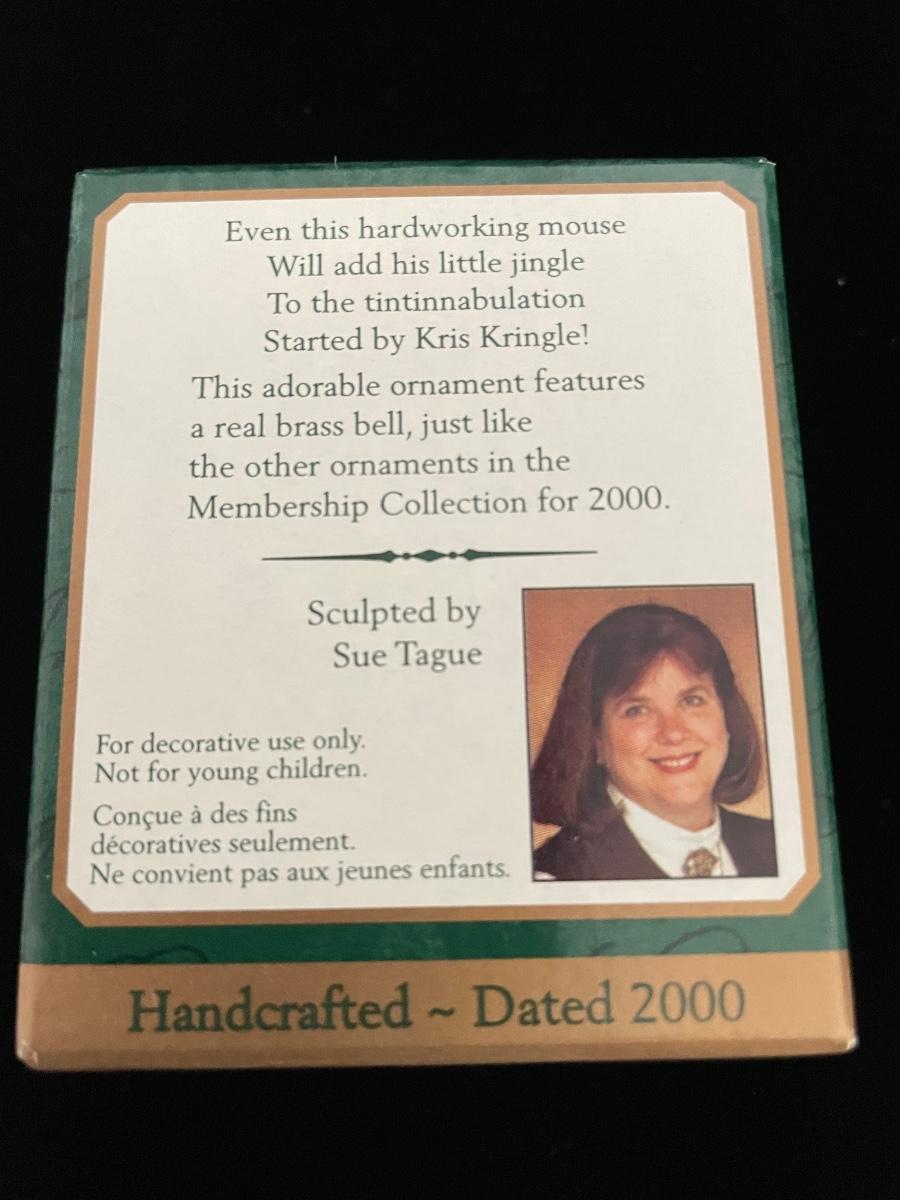 Even this hardworking mouse
Will add his little jingle
To the tintinnabulation
Started by Kris Kringle!
This adorable ornament features
a real brass bell, just like
the other ornaments in the
Membership Collection for 2000.
Sculpted by
Sue Tague
For decorative use only.
Not for young children.
Conçue à des fins
décoratives seulement.
Ne convient pas aux jeunes enfants.
Handcrafted ~ Dated 2000